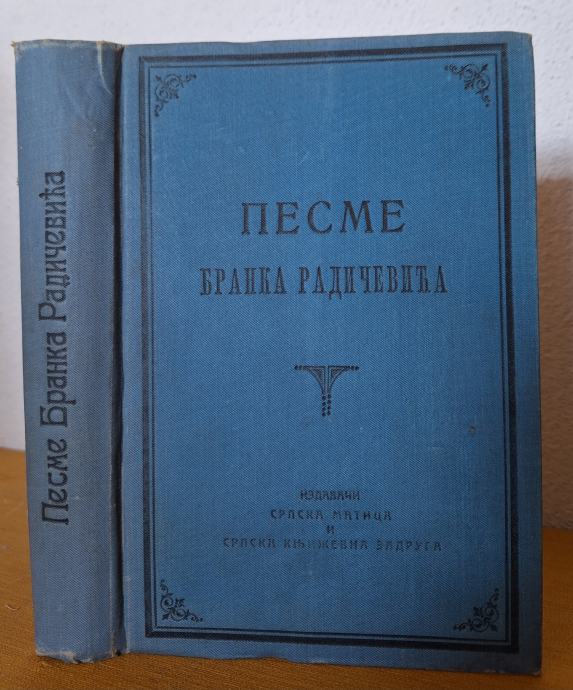 Песме Бранка Радичевића
ПЕСМЕ
БРАНКА РАДИЧЕВИЋА
ИЗДАВАЧИ
СРПСКА МАТИЦА
И
СРПСКА КЊИЖЕВНА ЗАДРУГА